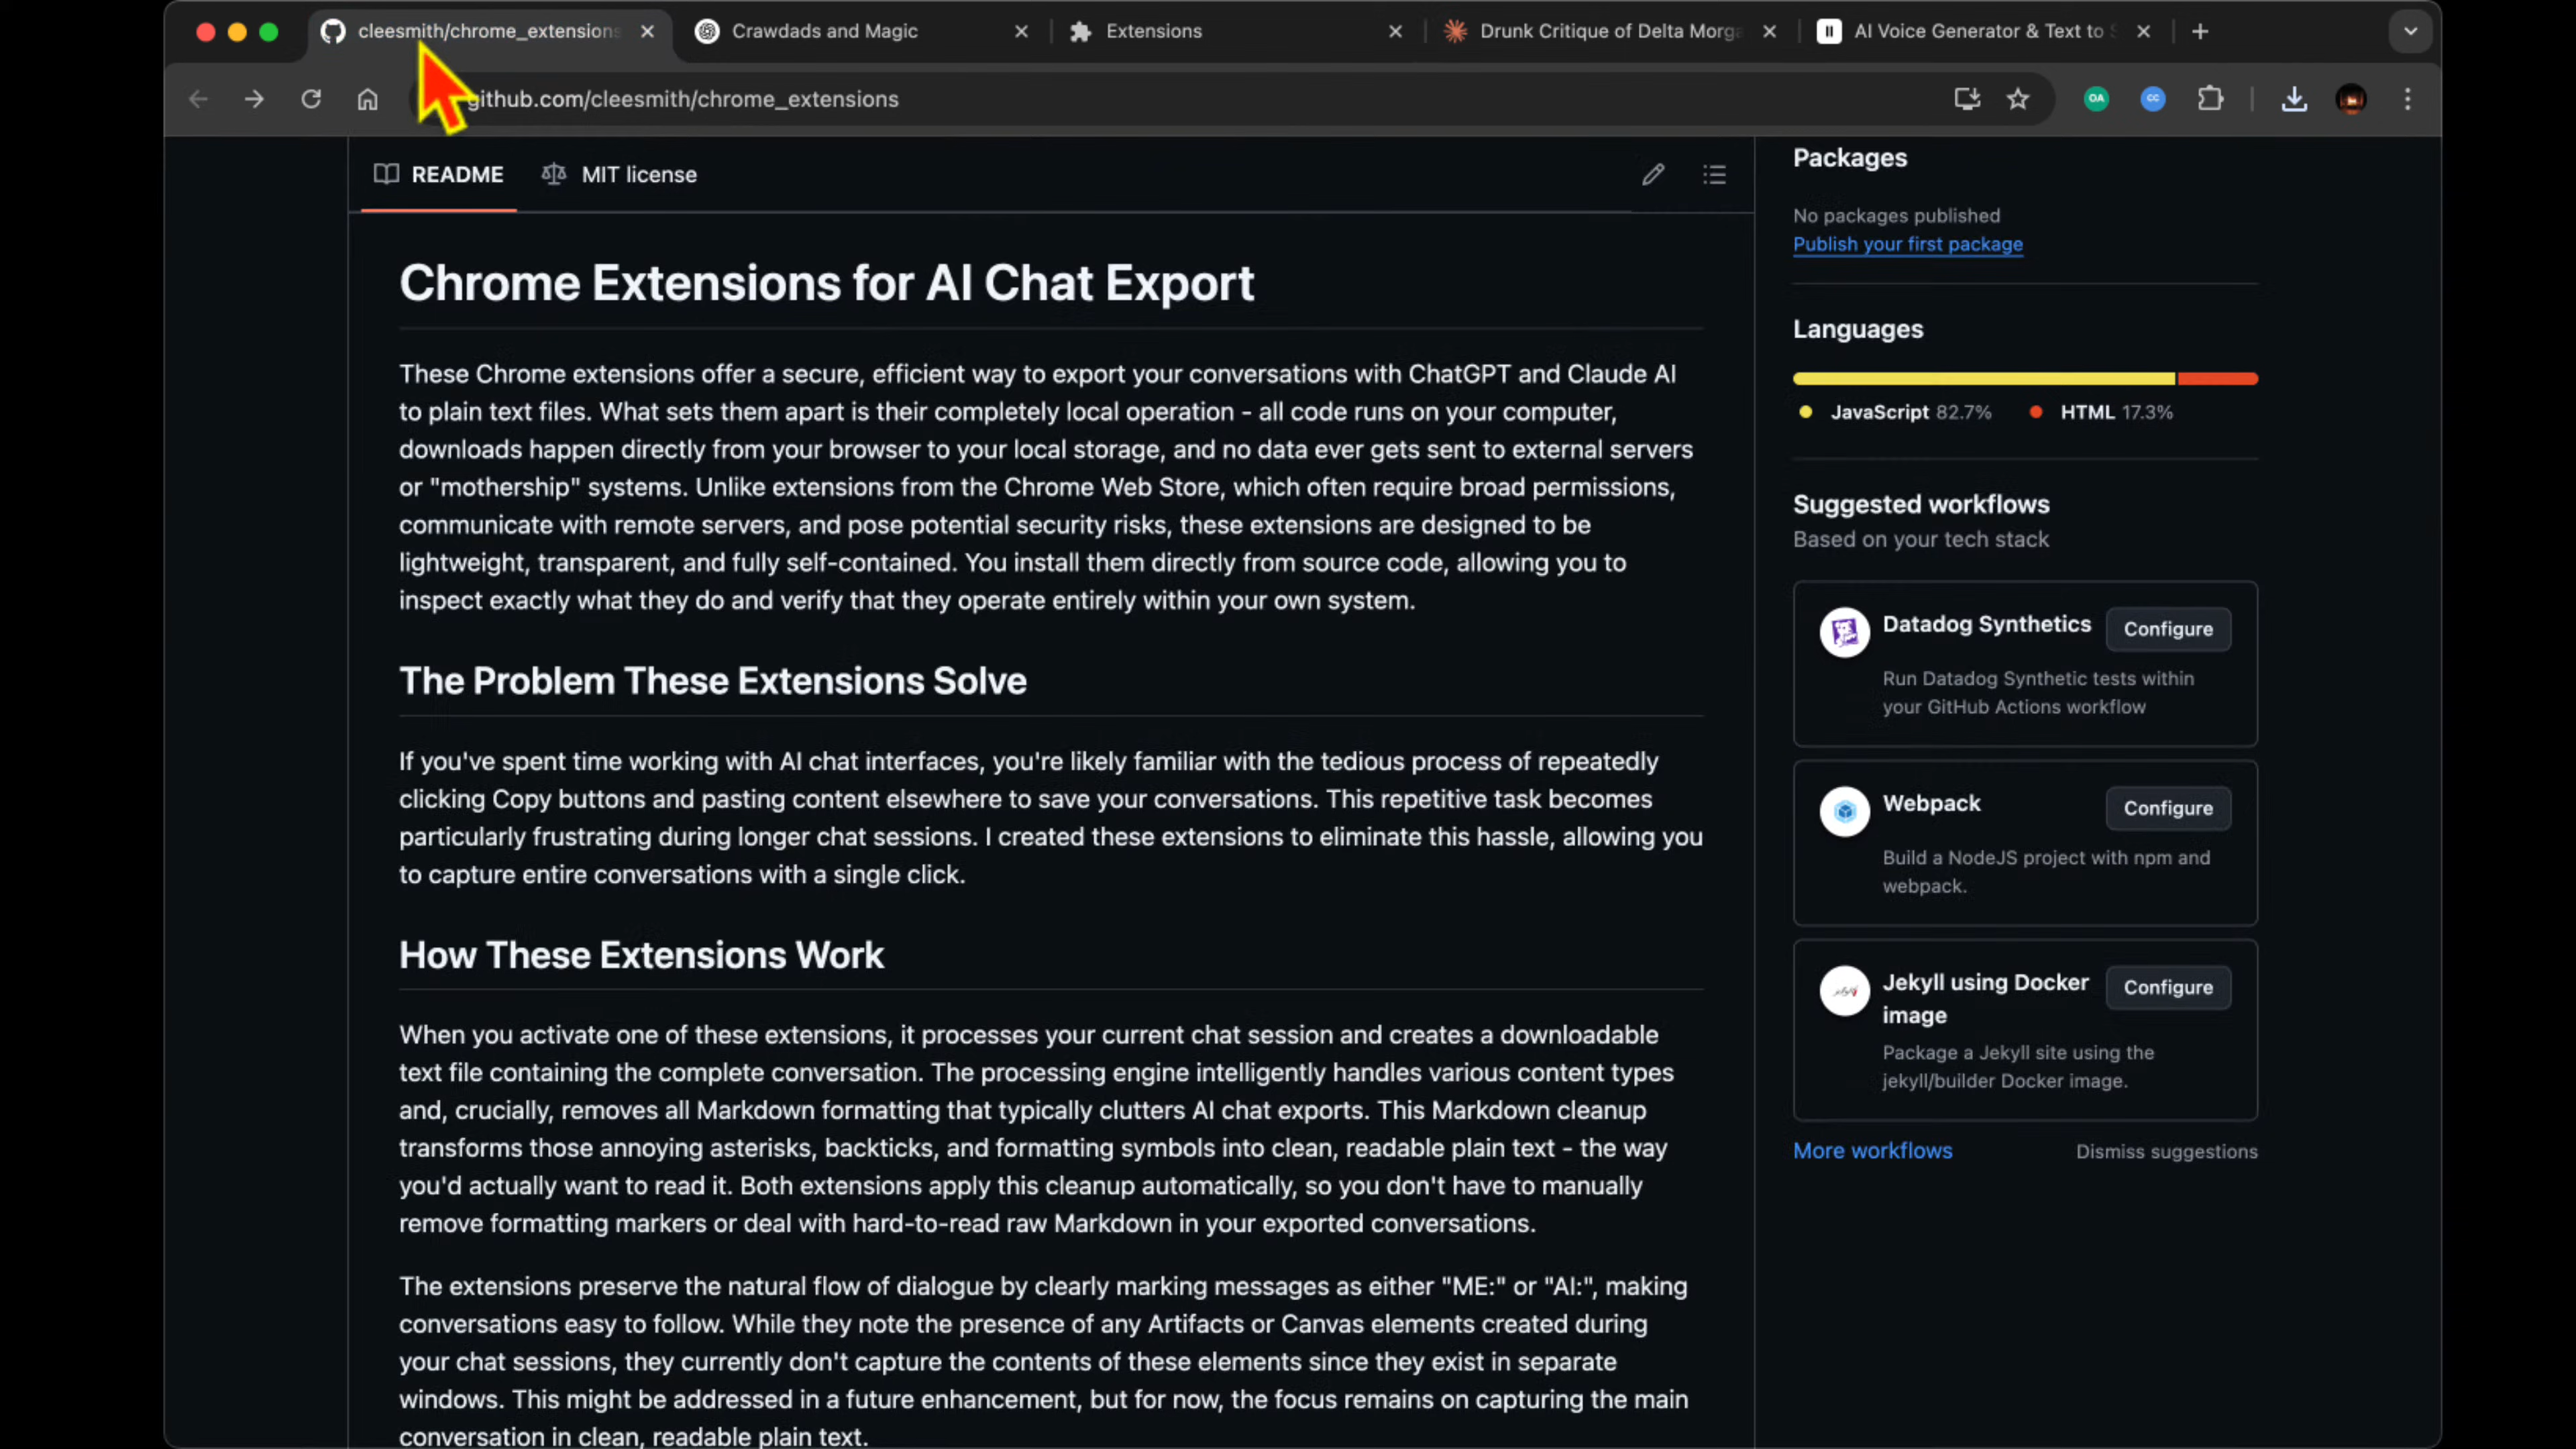 cleesmith/chrome_extensions
Crawdads and Magic
Extensions
Drunk Critique of Delta Morga
AI Voice Generator & Text to S
github.com/cleesmith/chrome_extensions
OA
CC
README
MIT license
Chrome Extensions for AI Chat Export
These Chrome extensions offer a secure, efficient way to export your conversations with ChatGPT and Claude AI
to plain text files. What sets them apart is their completely local operation - all code runs on your computer,
downloads happen directly from your browser to your local storage, and no data ever gets sent to external servers
or "mothership" systems. Unlike extensions from the Chrome Web Store, which often require broad permissions,
communicate with remote servers, and pose potential security risks, these extensions are designed to be
lightweight, transparent, and fully self-contained. You install them directly from source code, allowing you to
inspect exactly what they do and verify that they operate entirely within your own system.
The Problem These Extensions Solve
If you've spent time working with AI chat interfaces, you're likely familiar with the tedious process of repeatedly
clicking Copy buttons and pasting content elsewhere to save your conversations. This repetitive task becomes
particularly frustrating during longer chat sessions. I created these extensions to eliminate this hassle, allowing you
to capture entire conversations with a single click.
How These Extensions Work
When you activate one of these extensions, it processes your current chat session and creates a downloadable
text file containing the complete conversation. The processing engine intelligently handles various content types
and, crucially, removes all Markdown formatting that typically clutters AI chat exports. This Markdown cleanup
transforms those annoying asterisks, backticks, and formatting symbols into clean, readable plain text - the way
you'd actually want to read it. Both extensions apply this cleanup automatically, so you don't have to manually
remove formatting markers or deal with hard-to-read raw Markdown in your exported conversations.
The extensions preserve the natural flow of dialogue by clearly marking messages as either "ME:" or "AI:", making
conversations easy to follow. While they note the presence of any Artifacts or Canvas elements created during
your chat sessions, they currently don't capture the contents of these elements since they exist in separate
windows. This might be addressed in a future enhancement, but for now, the focus remains on capturing the main
conversation in clean, readable plain text.
Packages
No packages published
Publish your first package
Languages
JavaScript 82.7%
HTML 17.3%
Suggested workflows
Based on your tech stack
Datadog Synthetics
Configure
Run Datadog Synthetic tests within
your GitHub Actions workflow
Webpack
Configure
Build a NodeJS project with npm and
webpack.
Jekyll using Docker
image
Configure
Package a Jekyll site using the
jekyll/builder Docker image.
More workflows
Dismiss suggestions